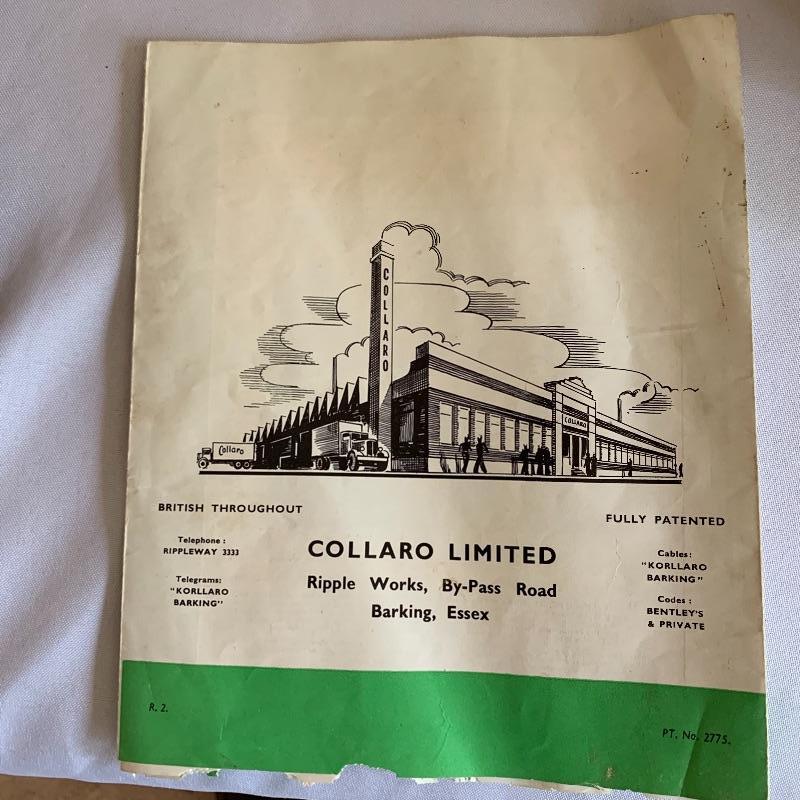 COLLARO
Collaro
COLLARO
BRITISH THROUGHOUT
FULLY PATENTED
Telephone :
RIPPLEWAY 3333
Telegrams:
"KORLLARO
BARKING"
COLLARO LIMITED
Ripple Works, By-Pass Road
Barking, Essex
Cables:
"KORLLARO
BARKING"
Codes :
BENTLEY'S
& PRIVATE
R. 2.
PT. No. 2775.